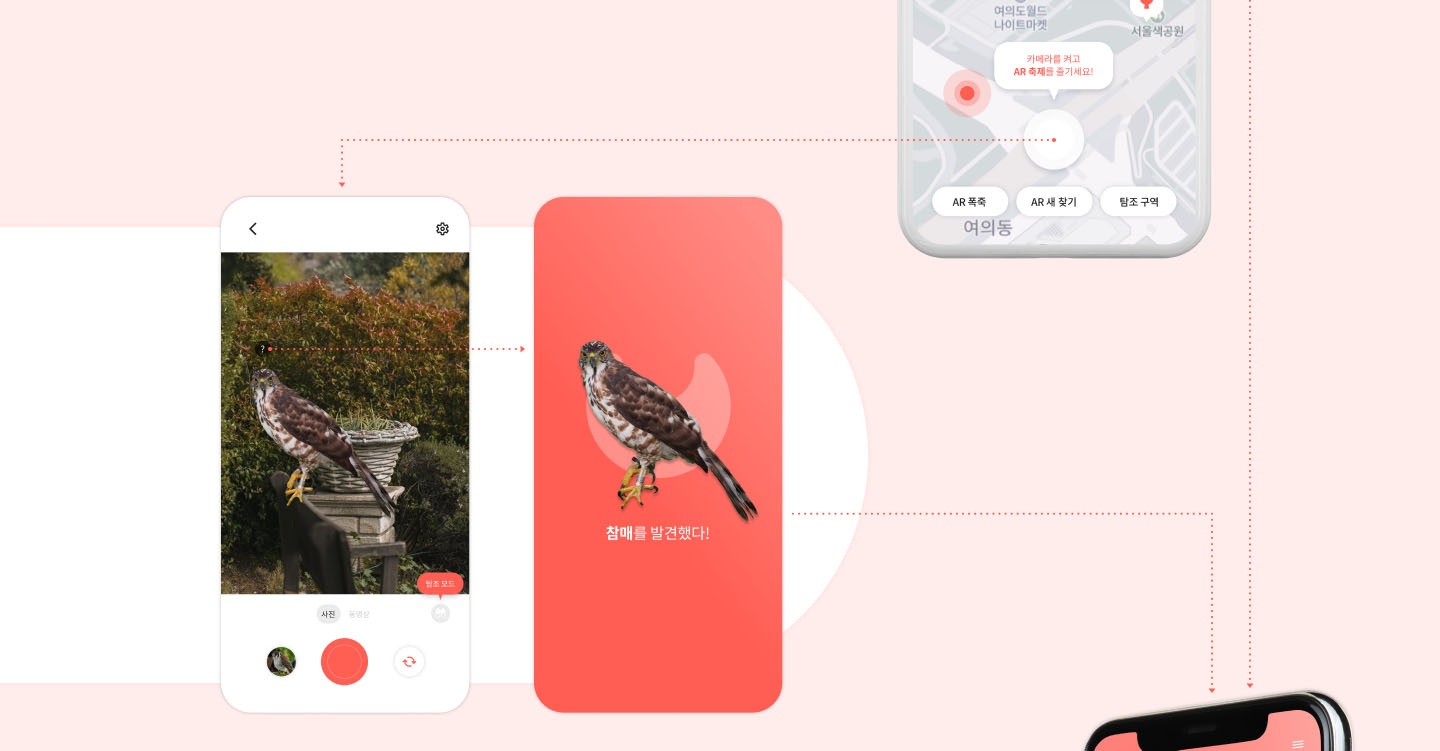 여의도월드
나이트마켓
서울색공원
카메라를 켜고
AR 축제를 즐기세요!
AR 폭죽
AR 새 찾기
탐조 구역
여의동
?
참매를 발견했다!
탐조 모드
사진
동영상